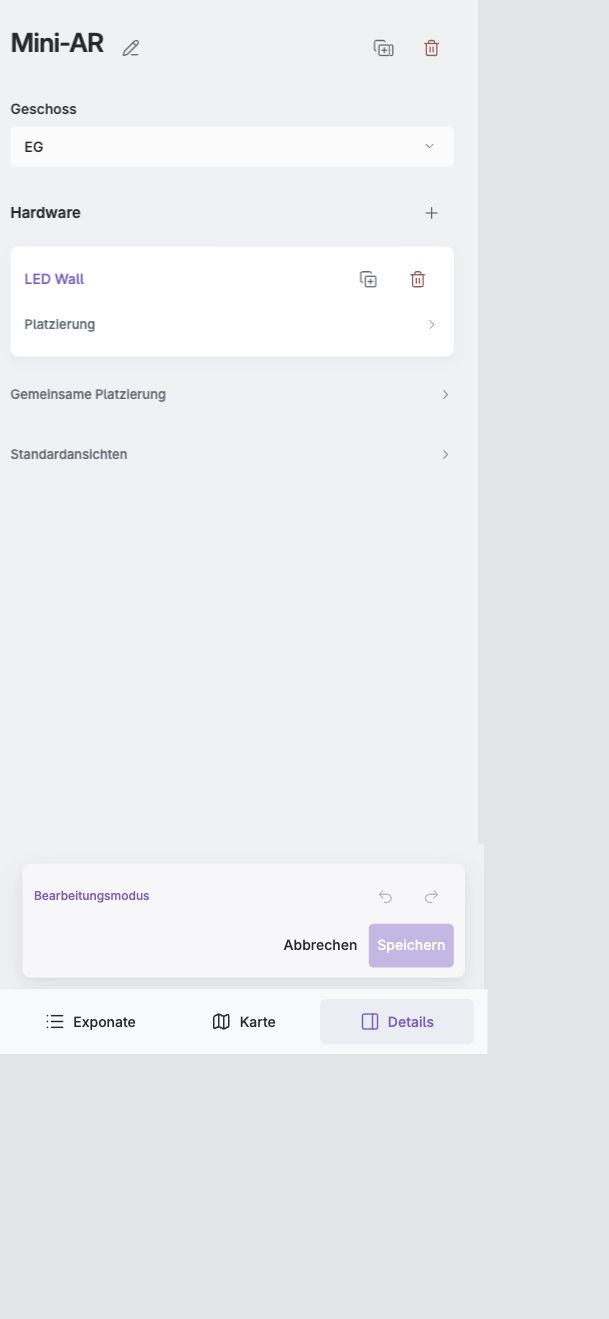 Mini-AR
Geschoss
EG
Hardware
LED Wall
Platzierung
Gemeinsame Platzierung
Standardansichten
Bearbeitungsmodus
Abbrechen Speichern
Exponate Karte Details